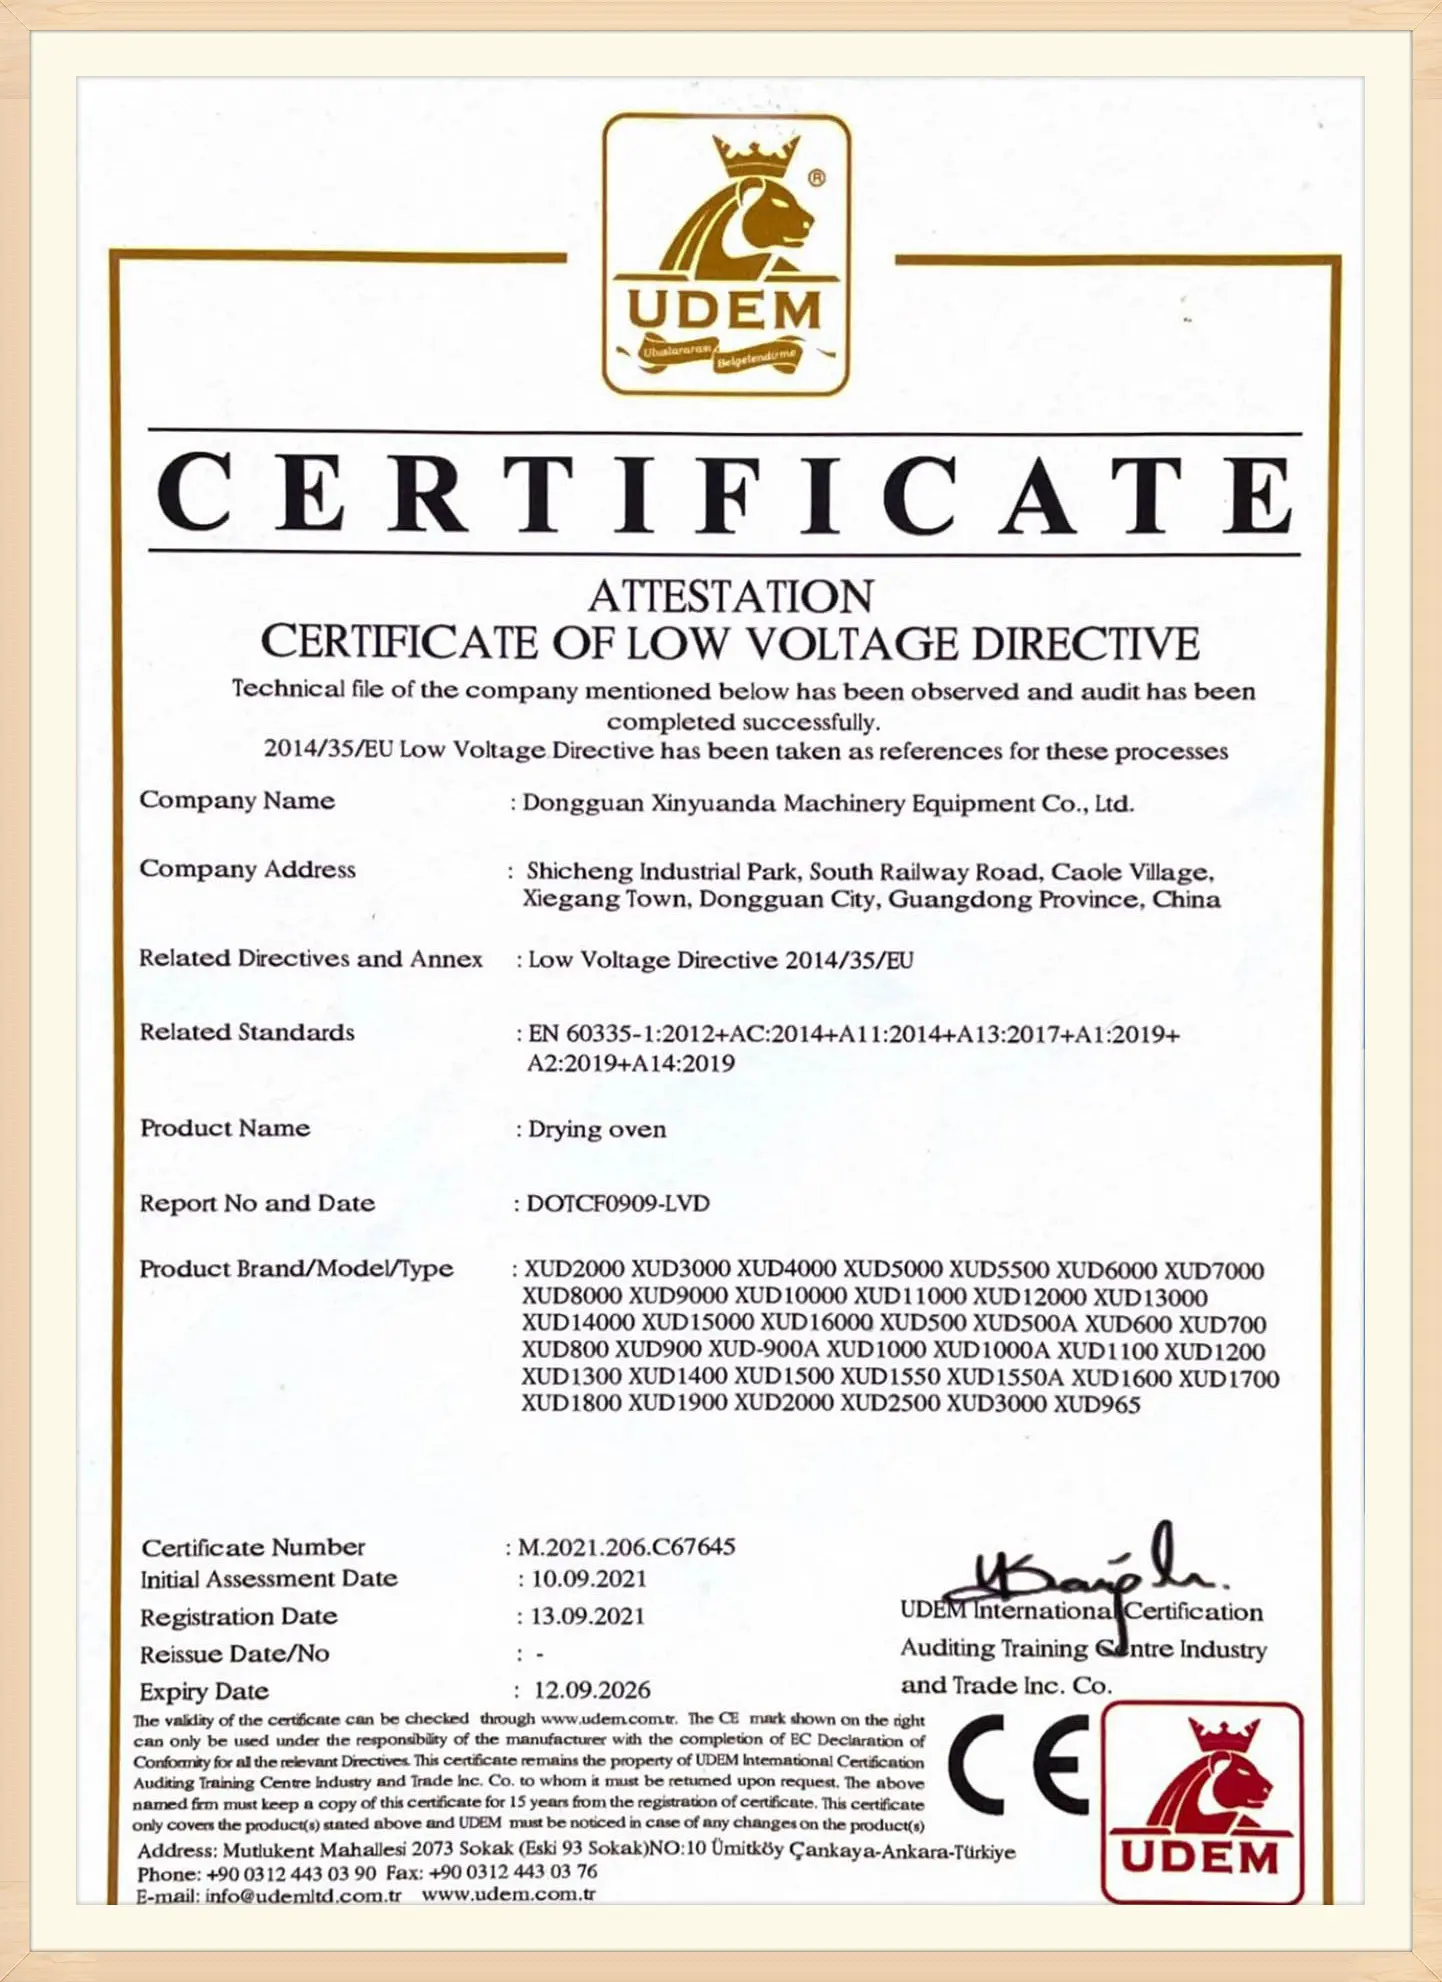 ®
UDEM
Uluslararası Belgelendirme
CERTIFICATE
ATTESTATION
CERTIFICATE OF LOW VOLTAGE DIRECTIVE
Technical file of the company mentioned below has been observed and audit has been
completed successfully.
2014/35/EU Low Voltage Directive has been taken as references for these processes
Company Name : Dongguan Xinyuanda Machinery Equipment Co., Ltd.
Company Address : Shicheng Industrial Park, South Railway Road, Caole Village,
Xiegang Town, Dongguan City, Guangdong Province, China
Related Directives and Annex : Low Voltage Directive 2014/35/EU
Related Standards : EN 60335-1:2012+AC:2014+A11:2014+A13:2017+A1:2019+
A2:2019+A14:2019
Product Name : Drying oven
Report No and Date : DOTCF0909-LVD
Product Brand/Model/Type : XUD2000 XUD3000 XUD4000 XUD5000 XUD5500 XUD6000 XUD7000
XUD8000 XUD9000 XUD10000 XUD11000 XUD12000 XUD13000
XUD14000 XUD15000 XUD16000 XUD500 XUD500A XUD600 XUD700
XUD800 XUD900 XUD-900A XUD1000 XUD1000A XUD1100 XUD1200
XUD1300 XUD1400 XUD1500 XUD1550 XUD1550A XUD1600 XUD1700
XUD1800 XUD1900 XUD2000 XUD2500 XUD3000 XUD965
Certificate Number : M.2021.206.C67645
Initial Assessment Date : 10.09.2021
Registration Date : 13.09.2021
Reissue Date/No : -
Expiry Date : 12.09.2026
UDEM International Certification
Auditing Training Centre Industry
and Trade Inc. Co.
The validity of the certificate can be checked through www.udem.com.tr. The CE mark shown on the right
can only be used under the responsibility of the manufacturer with the completion of EC Declaration of
Conformity for all the relevant Directives. This certificate remains the property of UDEM International Certification
Auditing Training Centre Industry and Trade Inc. Co. to whom it must be returned upon request. The above
named firm must keep a copy of this certificate for 15 years from the registration of certificate. This certificate
only covers the product(s) stated above and UDEM must be noticed in case of any changes on the product(s)
Address: Mutlukent Mahallesi 2073 Sokak (Eski 93 Sokak)NO:10 Ümitköy Çankaya-Ankara-Türkiye
Phone: +90 0312 443 03 90 Fax: +90 0312 443 03 76
E-mail: info@udemltd.com.tr www.udem.com.tr
CE
UDEM